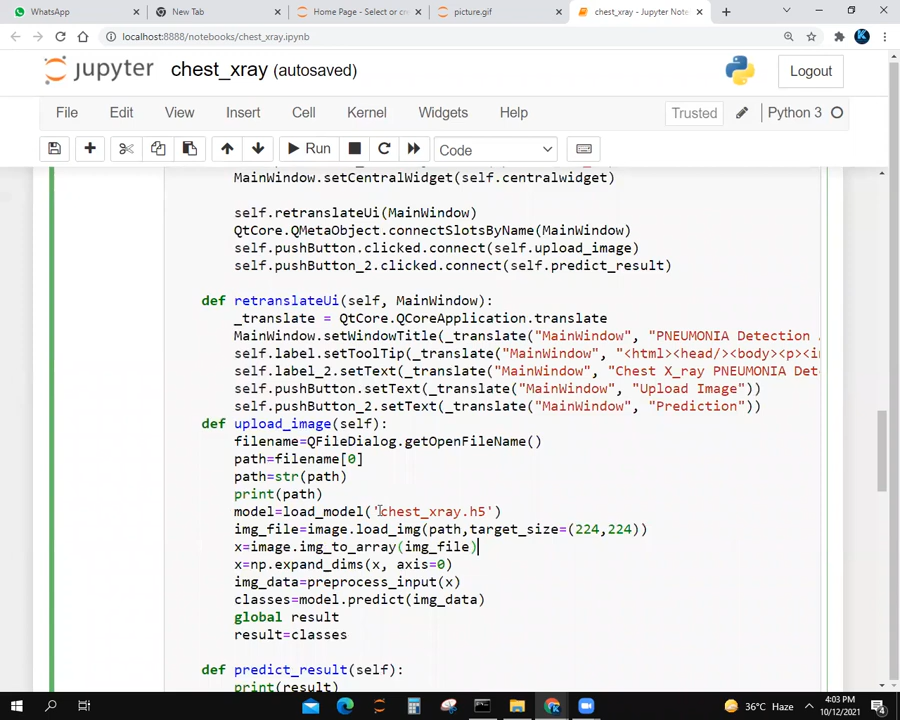 WhatsApp
New Tab
Home Page - Select or cre
picture.gif
chest_xray - Jupyter Note
localhost:8888/notebooks/chest_xray.ipynb
K
jupyter chest_xray (autosaved)
Logout
File Edit View Insert Cell Kernel Widgets Help
Trusted
Python 3
Run
Code
MainWindow.setCentralWidget(self.centralwidget)
self.retranslateUi(MainWindow)
QtCore.QMetaObject.connectSlotsByName(MainWindow)
self.pushButton.clicked.connect(self.upload_image)
self.pushButton_2.clicked.connect(self.predict_result)
def retranslateUi(self, MainWindow):
_translate = QtCore.QCoreApplication.translate
MainWindow.setWindowTitle(_translate("MainWindow", "PNEUMONIA Detection
self.label.setToolTip(_translate("MainWindow", "<html><head/><body><p><i
self.label_2.setText(_translate("MainWindow", "Chest X_ray PNEUMONIA Det
self.pushButton.setText(_translate("MainWindow", "Upload Image"))
self.pushButton_2.setText(_translate("MainWindow", "Prediction"))
def upload_image(self):
filename=QFileDialog.getOpenFileName()
path=filename[0]
path=str(path)
print(path)
model=load_model('chest_xray.h5')
img_file=image.load_img(path,target_size=(224,224))
x=image.img_to_array(img_file)
x=np.expand_dims(x, axis=0)
img_data=preprocess_input(x)
classes=model.predict(img_data)
global result
result=classes
def predict_result(self):
print(result)
36°C Haze
4:03 PM
10/12/2021
4